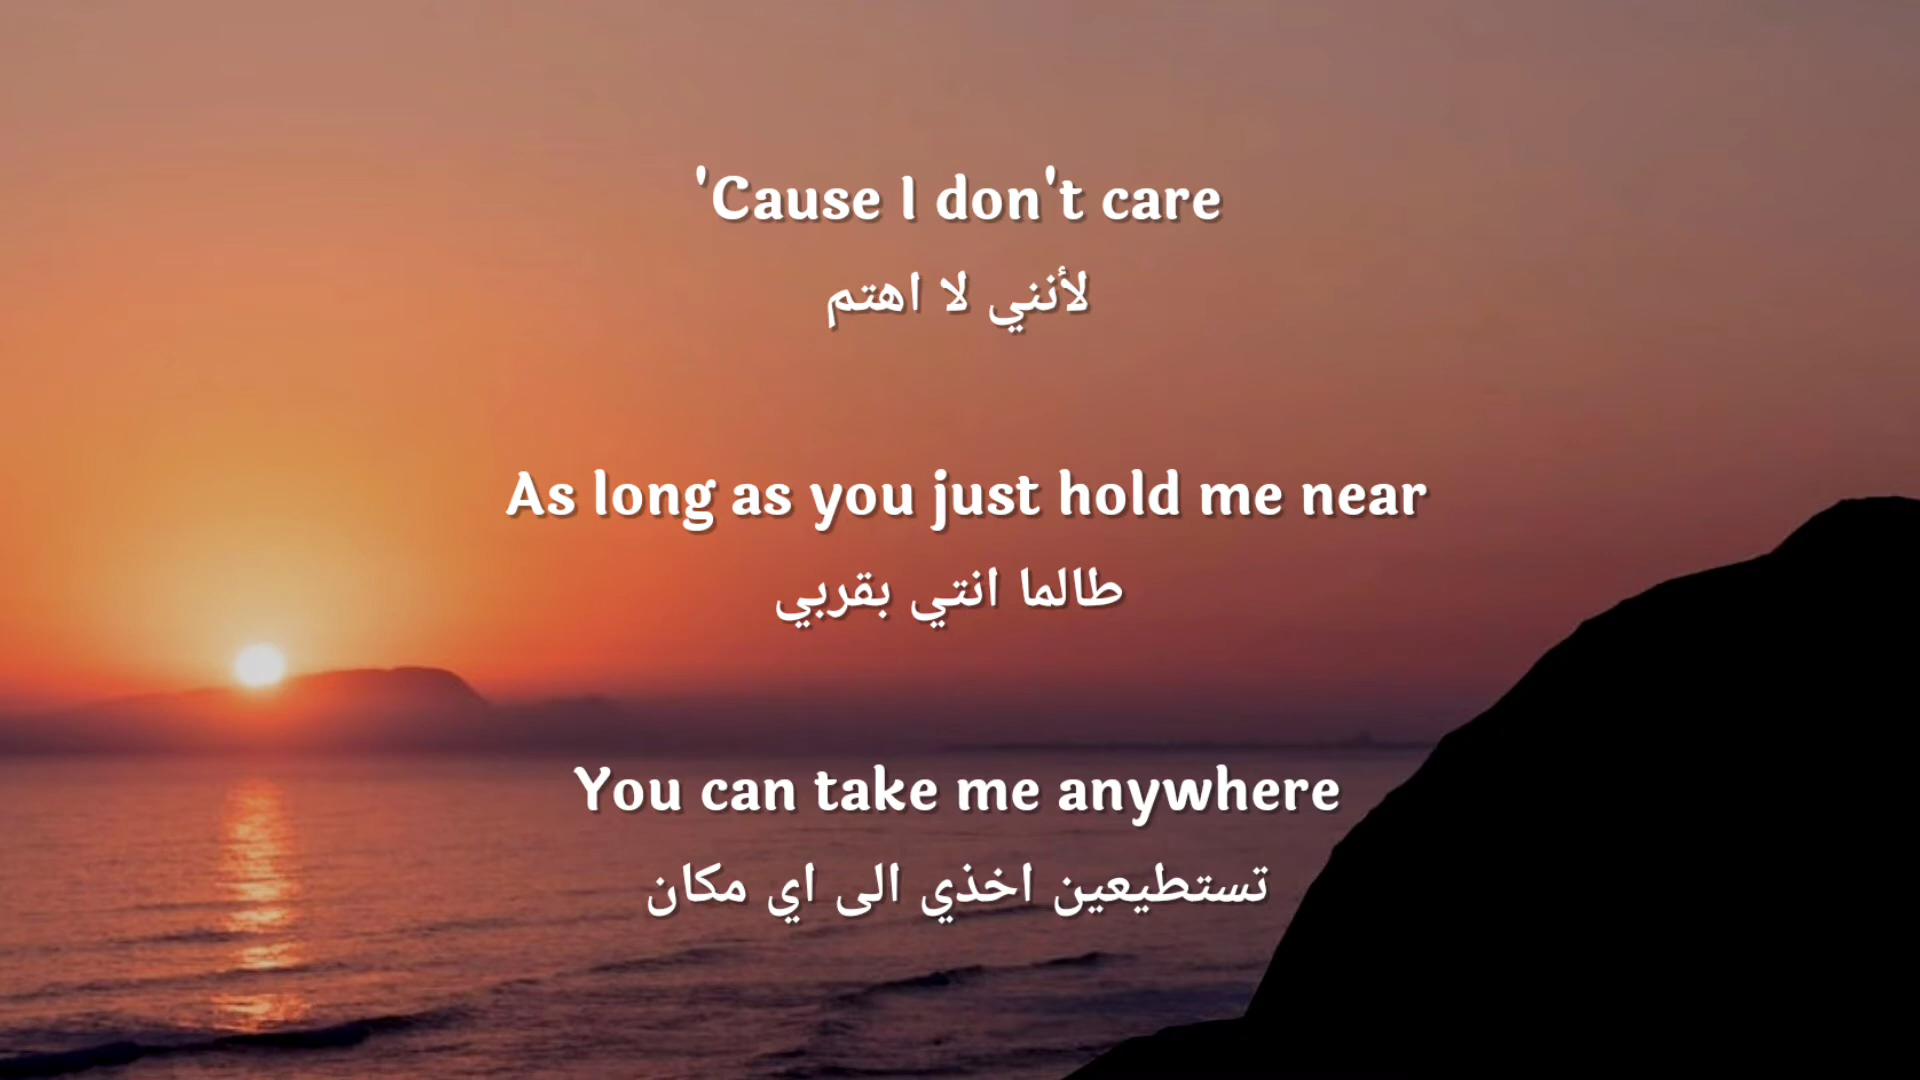 'Cause I don't care
لأنني لا اهتم
As long as you just hold me near
طالما انتي بقربي
You can take me anywhere
تستطيعين اخذي الى اي مكان